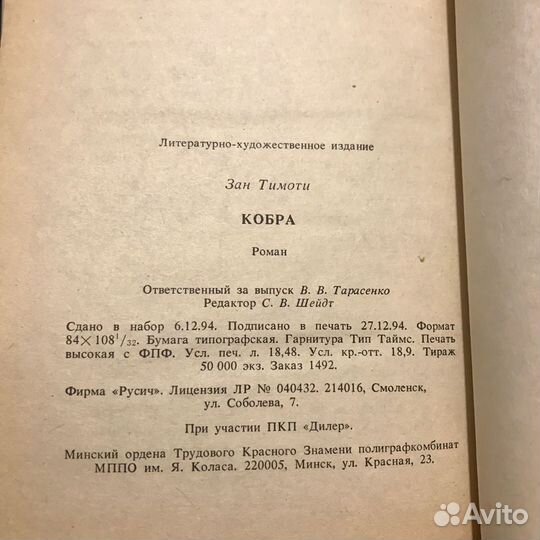 Литературно-художественное издание
Зан Тимоти
КОБРА
Роман
Ответственный за выпуск В. В. Тарасенко
Редактор С. В. Шейдт
Сдано в набор 6.12.94. Подписано в печать 27.12.94. Формат
84×108¹/₃₂. Бумага типографская. Гарнитура Тип Таймс. Печать
высокая с ФПФ. Усл. печ. л. 18,48. Усл. кр.-отт. 18,9. Тираж
50 000 экз. Заказ 1492.
Фирма «Русич». Лицензия ЛР № 040432. 214016, Смоленск,
ул. Соболева, 7.
При участии ПКП «Дилер».
Минский ордена Трудового Красного Знамени полиграфкомбинат
МППО им. Я. Коласа. 220005, Минск, ул. Красная, 23.
Avito